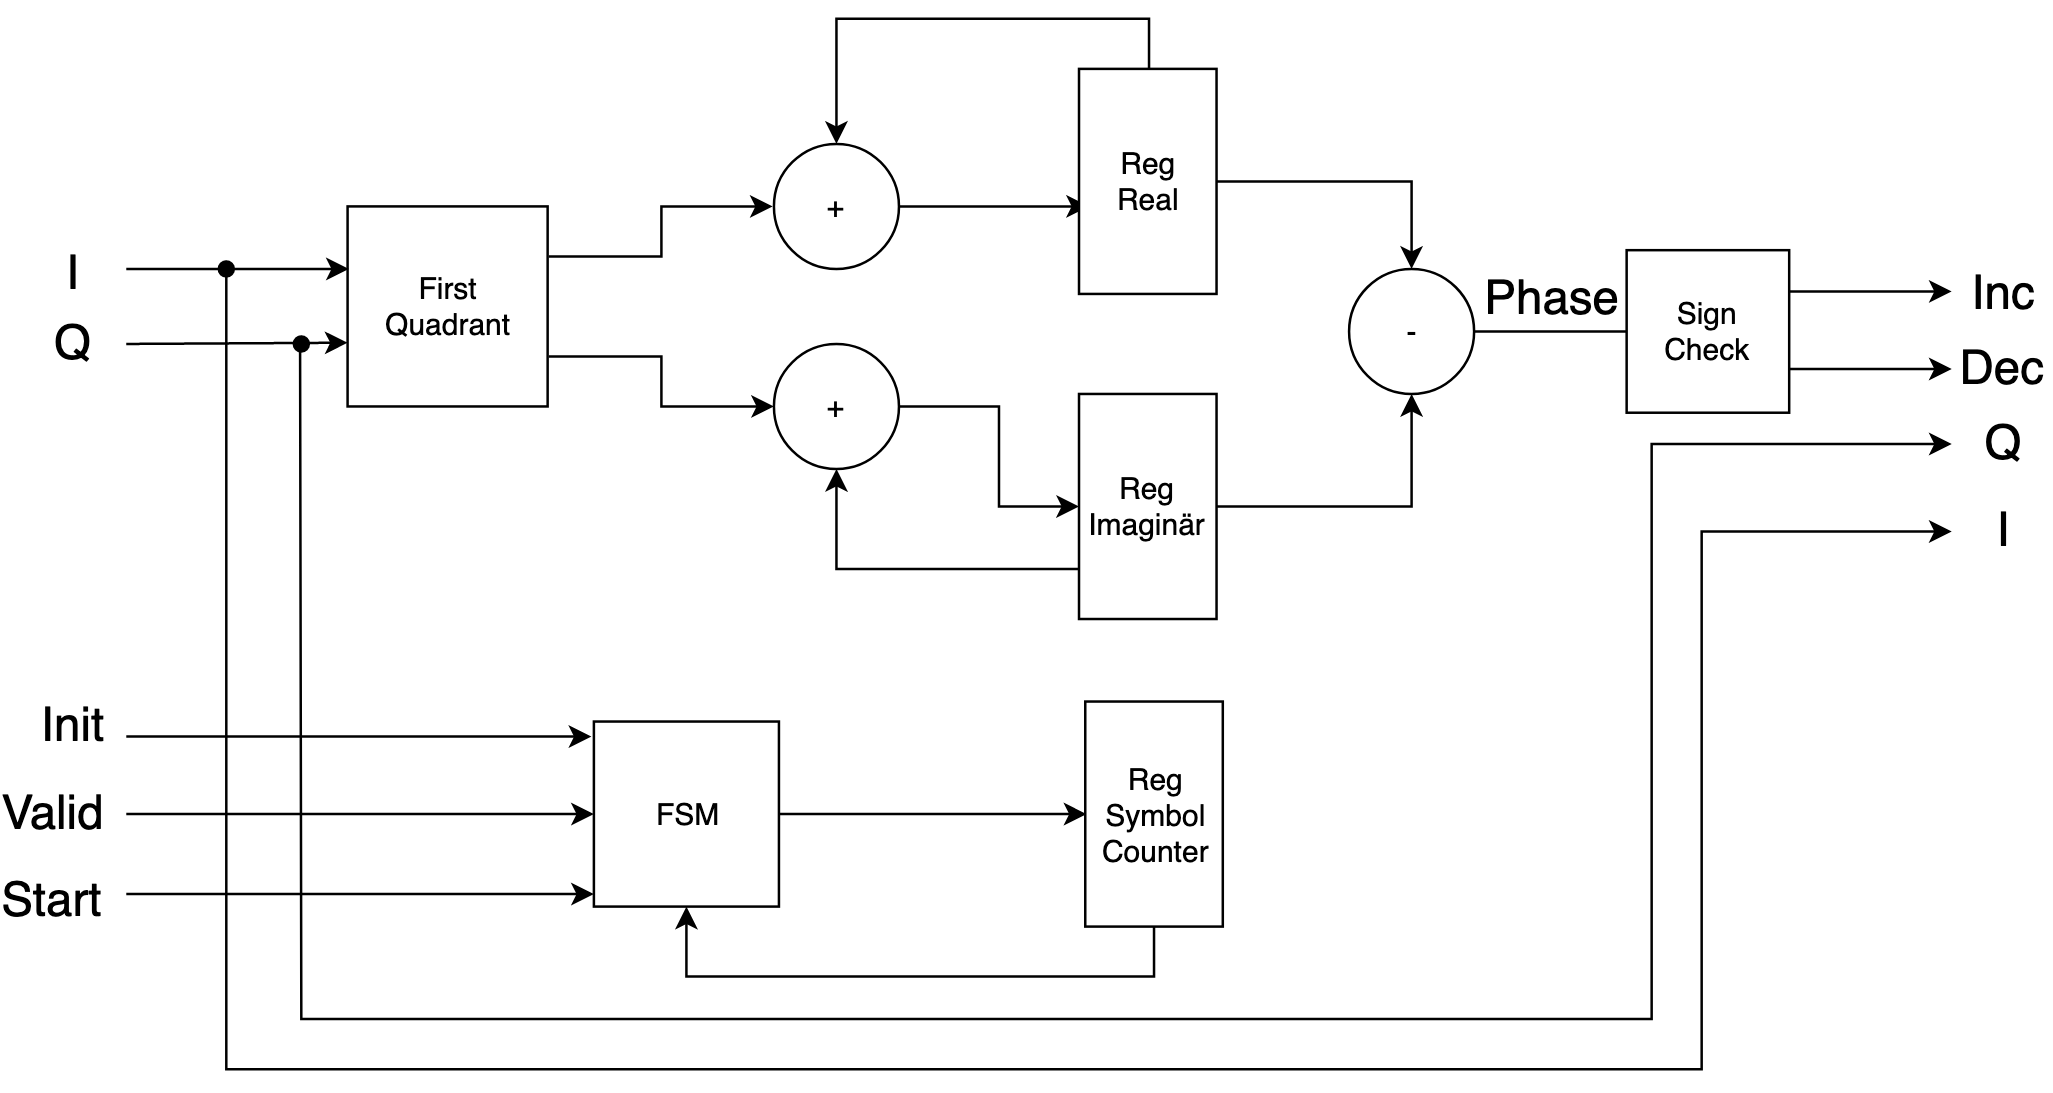 Reg
Real
+
I
Q
First
Quadrant
Phase
-
Sign
Check
Inc
Dec
Q
I
+
Reg
Imaginär
Init
Valid
Start
FSM
Reg
Symbol
Counter